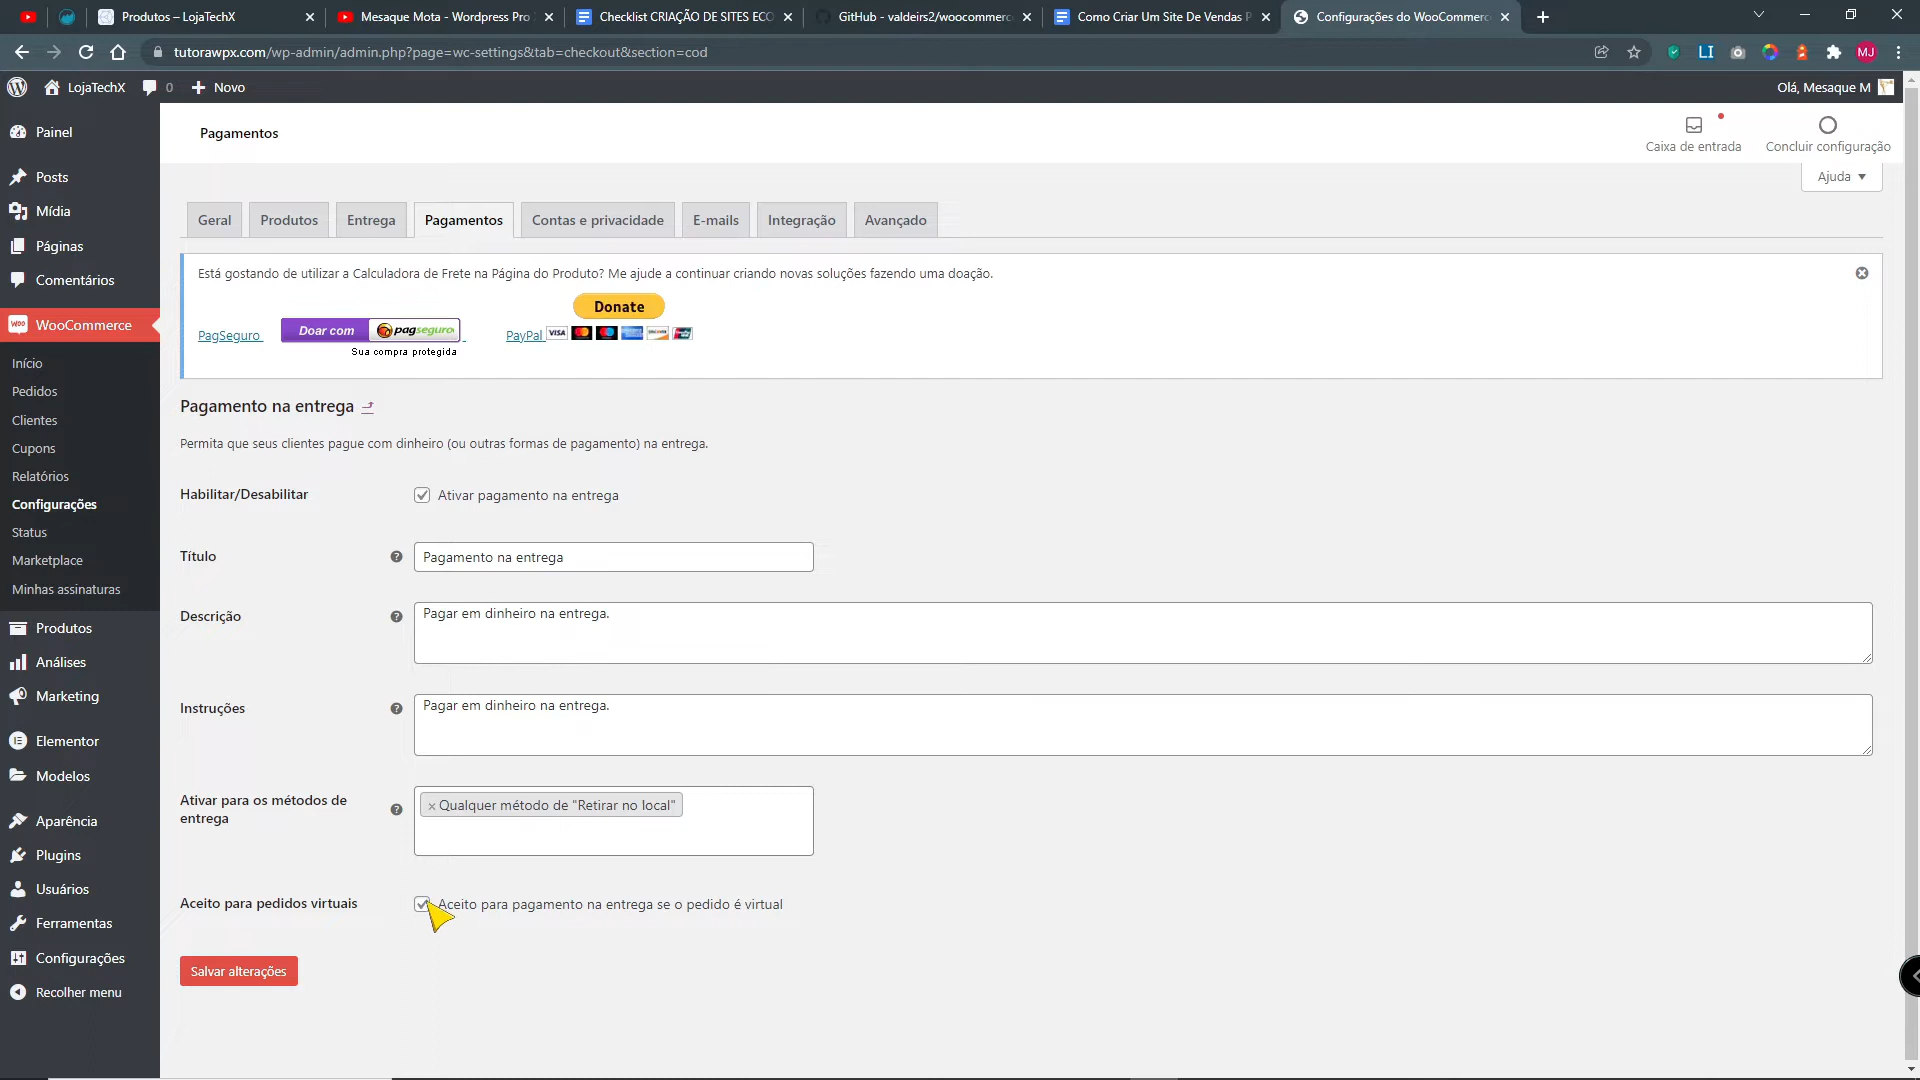 Produtos – LojaTechX
Mesaque Mota - Wordpress Pro
Checklist CRIAÇÃO DE SITES ECO
GitHub - valdeirs2/woocommerc
Como Criar Um Site De Vendas P
Configurações do WooCommerc
tutorawpx.com/wp-admin/admin.php?page=wc-settings&tab=checkout&section=cod
LI
MJ
LojaTechX
0
Novo
Olá, Mesaque M
Painel
Posts
Mídia
Páginas
Comentários
WooCommerce
Início
Pedidos
Clientes
Cupons
Relatórios
Configurações
Status
Marketplace
Minhas assinaturas
Produtos
Análises
Marketing
Elementor
Modelos
Aparência
Plugins
Usuários
Ferramentas
Configurações
Recolher menu
Pagamentos
Caixa de entrada
Concluir configuração
Ajuda
Geral
Produtos
Entrega
Pagamentos
Contas e privacidade
E-mails
Integração
Avançado
Está gostando de utilizar a Calculadora de Frete na Página do Produto? Me ajude a continuar criando novas soluções fazendo uma doação.
PagSeguro
Doar com
pagseguro
Sua compra protegida
PayPal
Donate
VISA
Pagamento na entrega
Permita que seus clientes pague com dinheiro (ou outras formas de pagamento) na entrega.
Habilitar/Desabilitar
Ativar pagamento na entrega
Título
Pagamento na entrega
Descrição
Pagar em dinheiro na entrega.
Instruções
Pagar em dinheiro na entrega.
Ativar para os métodos de
entrega
× Qualquer método de "Retirar no local"
Aceito para pedidos virtuais
Aceito para pagamento na entrega se o pedido é virtual
Salvar alterações